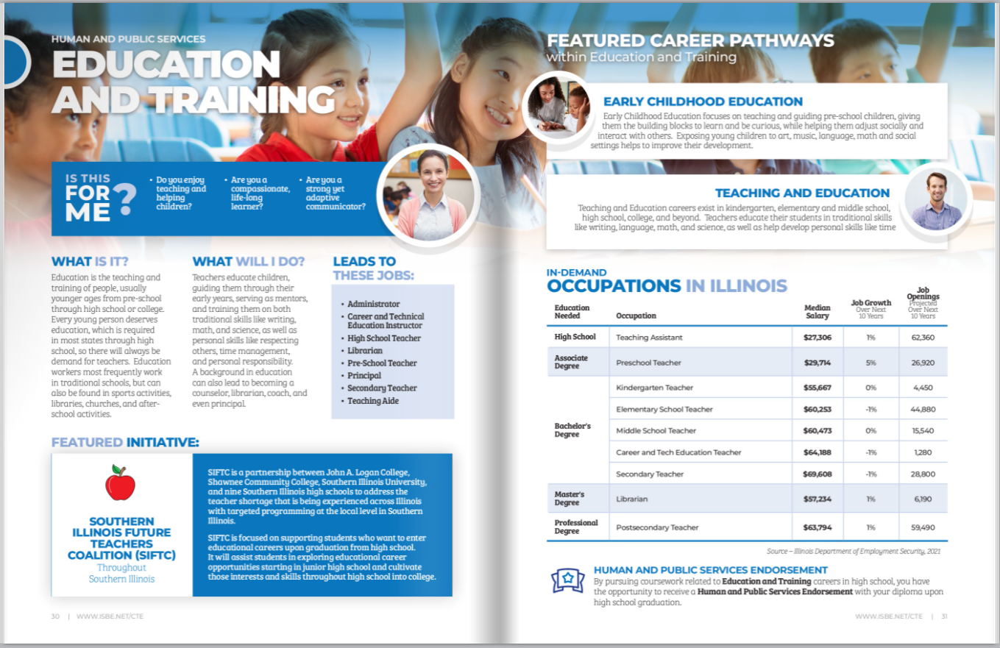 HUMAN AND PUBLIC SERVICES
EDUCATION
AND TRAINING
IS THIS
FOR
ME
?
• Do you enjoy
teaching and
helping
children?
• Are you a
compassionate,
life-long
learner?
• Are you a
strong yet
adaptive
communicator?
WHAT IS IT?
Education is the teaching and
training of people, usually
younger ages from pre-school
through high school or college.
Every young person deserves
education, which is required
in most states through high
school, so there will always be
demand for teachers. Education
workers most frequently work
in traditional schools, but can
also be found in sports activities,
libraries, churches, and after-
school activities.
WHAT WILL I DO?
Teachers educate children,
guiding them through their
early years, serving as mentors,
and training them on both
traditional skills like writing,
math, and science, as well as
personal skills like respecting
others, time management,
and personal responsibility.
A background in education
can also lead to becoming a
counselor, librarian, coach, and
even principal.
LEADS TO
THESE JOBS:
• Administrator
• Career and Technical
Education Instructor
• High School Teacher
• Librarian
• Pre-School Teacher
• Principal
• Secondary Teacher
• Teaching Aide
FEATURED INITIATIVE:
SOUTHERN
ILLINOIS FUTURE
TEACHERS
COALITION (SIFTC)
Throughout
Southern Illinois
SIFTC is a partnership between John A. Logan College,
Shawnee Community College, Southern Illinois University,
and nine Southern Illinois high schools to address the
teacher shortage that is being experienced across Illinois
with targeted programming at the local level in Southern
Illinois.
SIFTC is focused on supporting students who want to enter
educational careers upon graduation from high school.
It will assist students in exploring educational career
opportunities starting in junior high school and cultivate
those interests and skills throughout high school into college.
30 | WWW.ISBE.NET/CTE
FEATURED CAREER PATHWAYS
within Education and Training
EARLY CHILDHOOD EDUCATION
Early Childhood Education focuses on teaching and guiding pre-school children, giving
them the building blocks to learn and be curious, while helping them adjust socially and
interact with others. Exposing young children to art, music, language, math and social
settings helps to improve their development.
TEACHING AND EDUCATION
Teaching and Education careers exist in kindergarten, elementary and middle school,
high school, college, and beyond. Teachers educate their students in traditional skills
like writing, language, math, and science, as well as help develop personal skills like time
IN-DEMAND
OCCUPATIONS IN ILLINOIS
Education Needed Occupation Median Salary Job Growth Over Next 10 Years Job Openings Projected Over Next 10 Years
High School Teaching Assistant $27,306 1% 62,360
Associate Degree Preschool Teacher $29,714 5% 26,920
Bachelor's Degree
Kindergarten Teacher $55,667 0% 4,450
Elementary School Teacher $60,253 -1% 44,880
Middle School Teacher $60,473 0% 15,540
Career and Tech Education Teacher $64,188 -1% 1,280
Secondary Teacher $69,608 -1% 28,800
Master's Degree Librarian $57,234 1% 6,190
Professional Degree Postsecondary Teacher $63,794 1% 59,490
Source – Illinois Department of Employment Security, 2021
HUMAN AND PUBLIC SERVICES ENDORSEMENT
By pursuing coursework related to Education and Training careers in high school, you have
the opportunity to receive a Human and Public Services Endorsement with your diploma upon
high school graduation.
WWW.ISBE.NET/CTE | 31